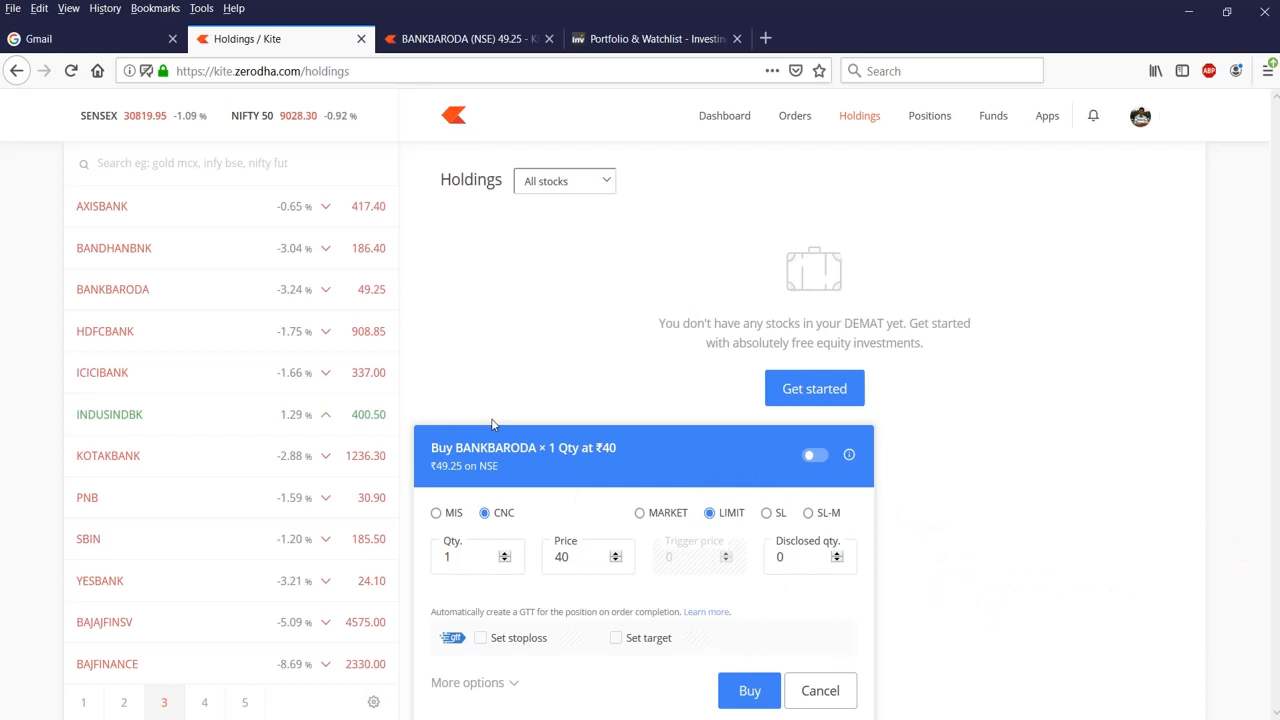 File Edit View History Bookmarks Tools Help
Gmail
Holdings / Kite
BANKBARODA (NSE) 49.25 - Ki
Portfolio & Watchlist - Investing
https://kite.zerodha.com/holdings
Search
ABP
SENSEX 30819.95 -1.09 % NIFTY 50 9028.30 -0.92 %
Dashboard Orders Holdings Positions Funds Apps
Search eg: gold mcx, infy bse, nifty fut
AXISBANK -0.65 % 417.40
BANDHANBNK -3.04 % 186.40
BANKBARODA -3.24 % 49.25
HDFCBANK -1.75 % 908.85
ICICIBANK -1.66 % 337.00
INDUSINDBK 1.29 % 400.50
KOTAKBANK -2.88 % 1236.30
PNB -1.59 % 30.90
SBIN -1.20 % 185.50
YESBANK -3.21 % 24.10
BAJAJFINSV -5.09 % 4575.00
BAJFINANCE -8.69 % 2330.00
1 2 3 4 5
Holdings All stocks
You don't have any stocks in your DEMAT yet. Get started
with absolutely free equity investments.
Get started
Buy BANKBARODA × 1 Qty at ₹40
₹49.25 on NSE
MIS CNC MARKET LIMIT SL SL-M
Qty. Price Trigger price Disclosed qty.
1 40 0 0
Automatically create a GTT for the position on order completion. Learn more.
gtt Set stoploss Set target
More options Buy Cancel